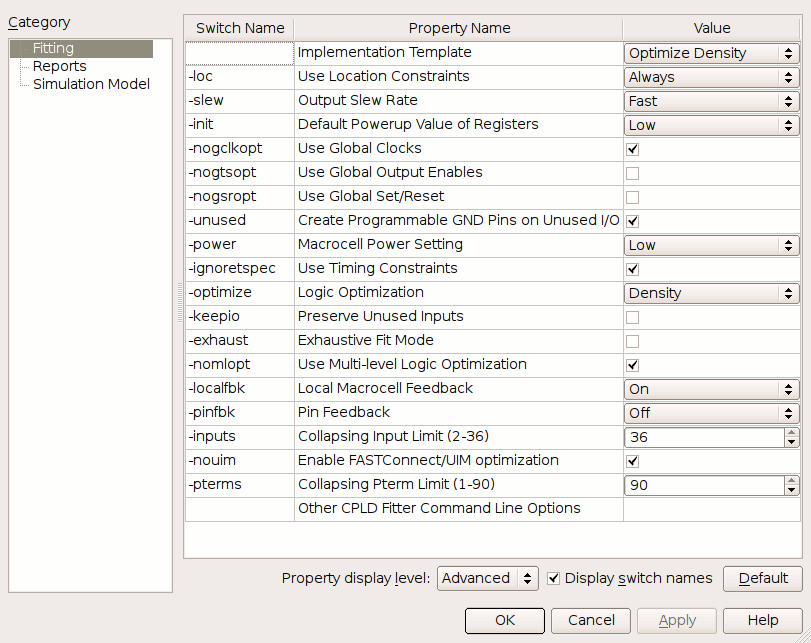 Category
Fitting
Reports
Simulation Model
Switch Name Property Name Value
Implementation Template Optimize Density
-loc Use Location Constraints Always
-slew Output Slew Rate Fast
-init Default Powerup Value of Registers Low
-nogclkopt Use Global Clocks
-nogtsopt Use Global Output Enables
-nogsropt Use Global Set/Reset
-unused Create Programmable GND Pins on Unused I/O
-power Macrocell Power Setting Low
-ignoretspec Use Timing Constraints
-optimize Logic Optimization Density
-keepio Preserve Unused Inputs
-exhaust Exhaustive Fit Mode
-nomlopt Use Multi-level Logic Optimization
-localfbk Local Macrocell Feedback On
-pinfbk Pin Feedback Off
-inputs Collapsing Input Limit (2-36) 36
-nouim Enable FASTConnect/UIM optimization
-pterms Collapsing Pterm Limit (1-90) 90
Other CPLD Fitter Command Line Options
Property display level: Advanced Display switch names Default
OK Cancel Apply Help